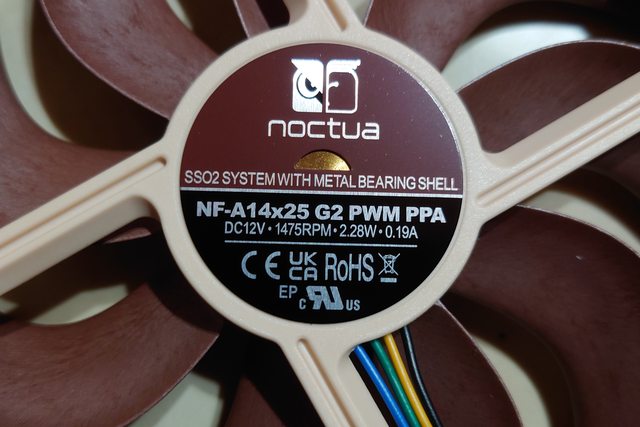 noctua
SSO2 SYSTEM WITH METAL BEARING SHELL
NF-A14x25 G2 PWM PPA
DC12V • 1475RPM • 2.28W • 0.19A
CE UK CA RoHS
EP c RU US